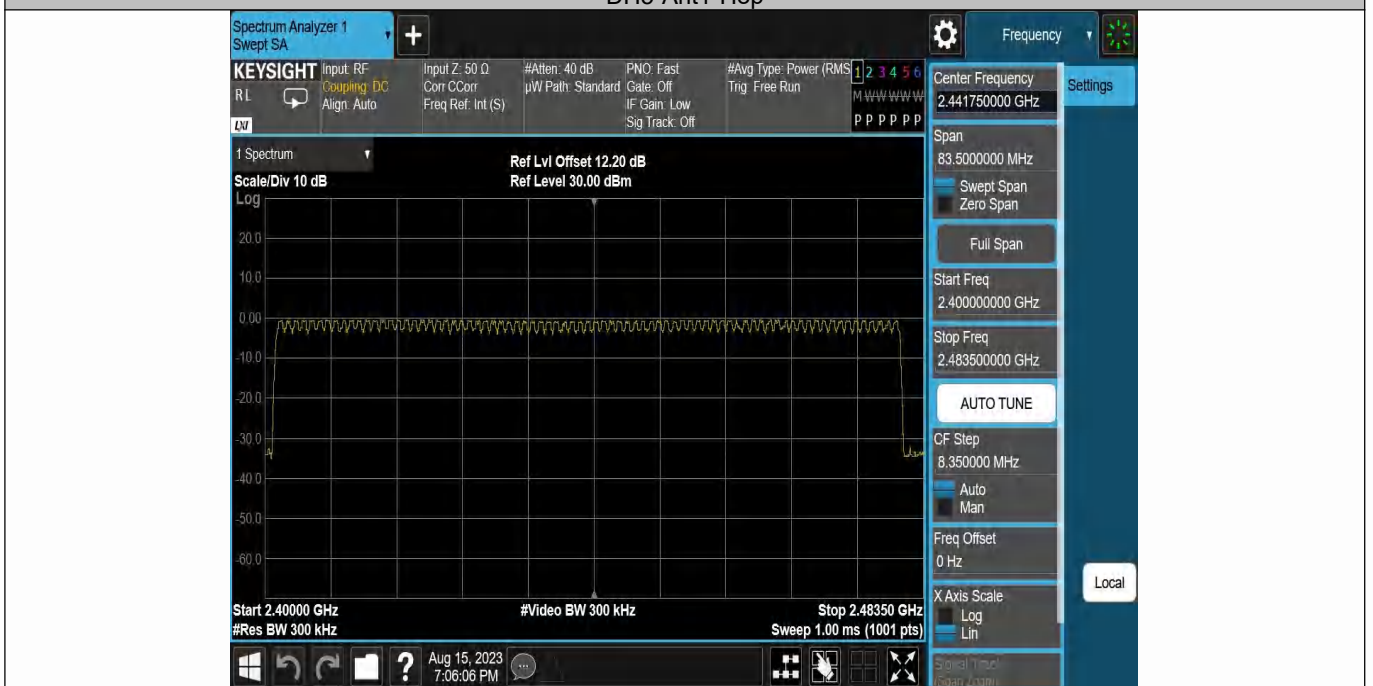 Spectrum Analyzer 1
Swept SA
+
Frequency
KEYSIGHT
RL
LXI
Input: RF
Coupling: DC
Align: Auto
Input Z: 50 Ω
Corr CCorr
Freq Ref: Int (S)
#Atten: 40 dB
µW Path: Standard
PNO: Fast
Gate: Off
IF Gain: Low
Sig Track: Off
#Avg Type: Power (RMS
Trig: Free Run
1 2 3 4 5 6
M W W W W W
P P P P P P
1 Spectrum
Scale/Div 10 dB
Ref Lvl Offset 12.20 dB
Ref Level 30.00 dBm
Log
20.0
10.0
0.00
-10.0
-20.0
-30.0
-40.0
-50.0
-60.0
Start 2.40000 GHz
#Res BW 300 kHz
#Video BW 300 kHz
Stop 2.48350 GHz
Sweep 1.00 ms (1001 pts)
?
Aug 15, 2023
7:06:06 PM
Center Frequency
2.441750000 GHz
Settings
Span
83.5000000 MHz
Swept Span
Zero Span
Full Span
Start Freq
2.400000000 GHz
Stop Freq
2.483500000 GHz
AUTO TUNE
CF Step
8.350000 MHz
Auto
Man
Freq Offset
0 Hz
Local
X Axis Scale
Log
Lin